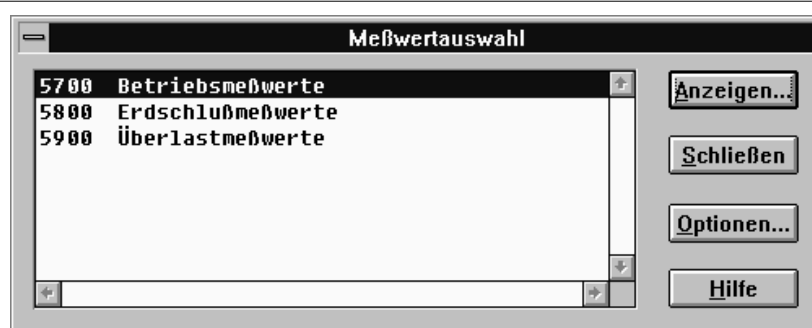 Meßwertauswahl
5700 Betriebsmeßwerte
5800 Erdschlußmeßwerte
5900 Überlastmeßwerte
Anzeigen...
Schließen
Optionen...
Hilfe